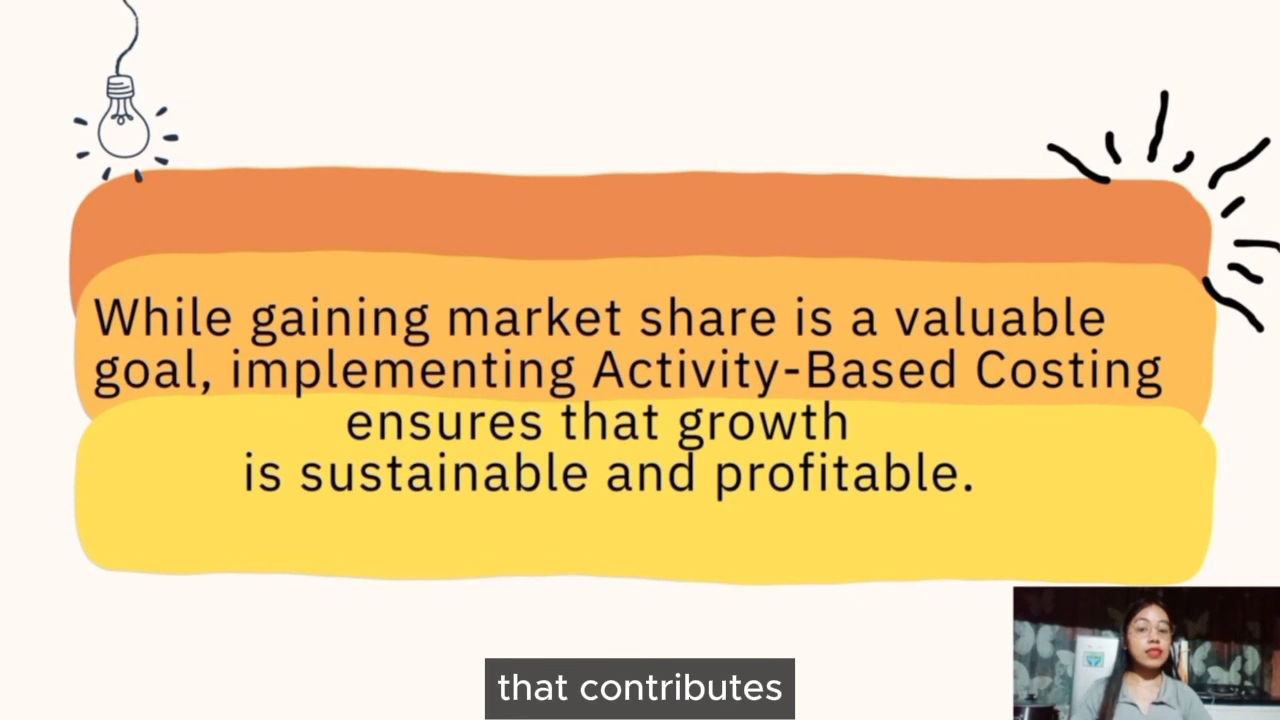 While gaining market share is a valuable
goal, implementing Activity-Based Costing
ensures that growth
is sustainable and profitable.
that contributes